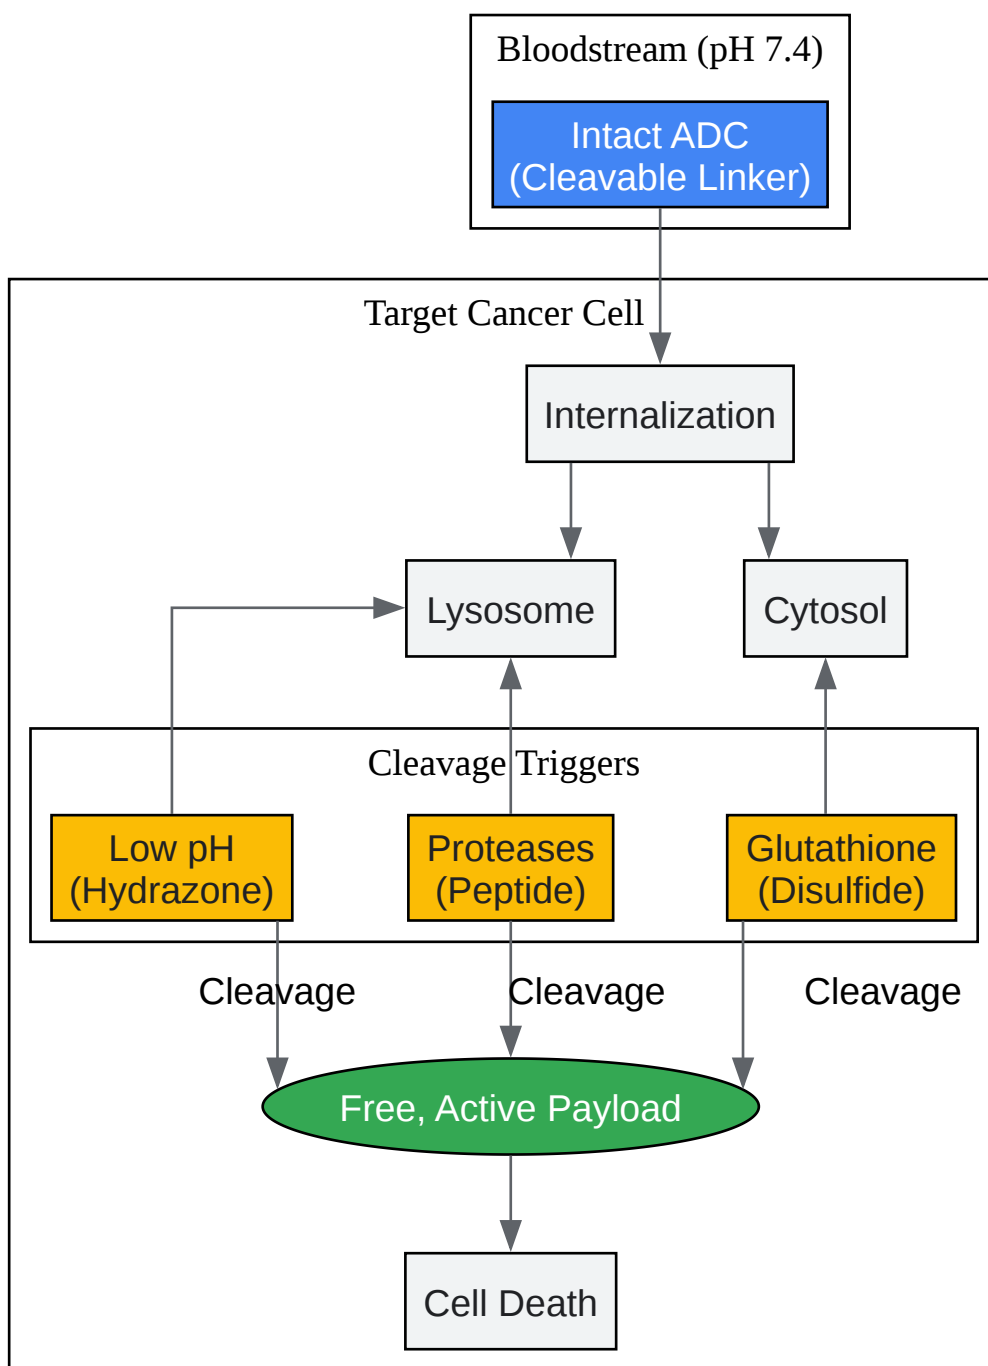 Bloodstream (pH 7.4)
Intact ADC
(Cleavable Linker)
Target Cancer Cell
Internalization
Lysosome
Cytosol
Cleavage Triggers
Low pH
(Hydrazone)
Proteases
(Peptide)
Glutathione
(Disulfide)
Cleavage
Cleavage
Cleavage
Free, Active Payload
Cell Death